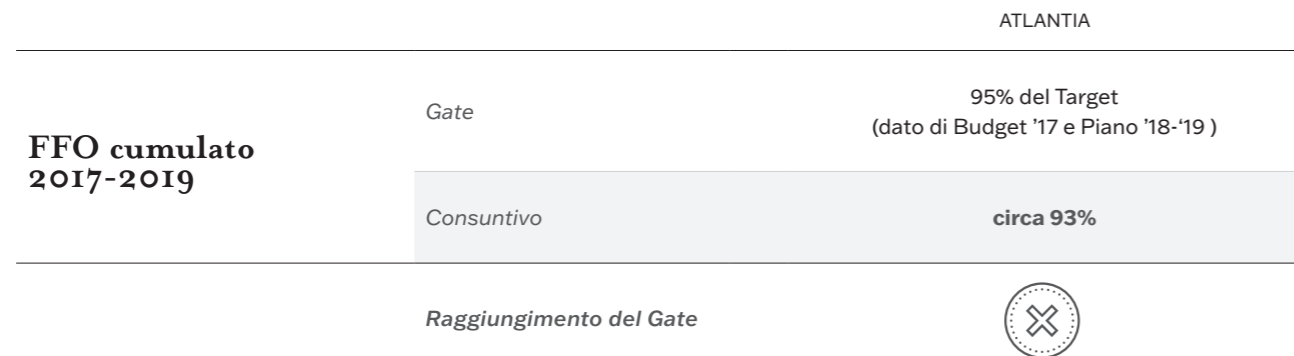 ATLANTIA
FFO cumulato
2017-2019
Gate
95% del Target
(dato di Budget ’17 e Piano ’18-‘19 )
Consuntivo
circa 93%
Raggiungimento del Gate